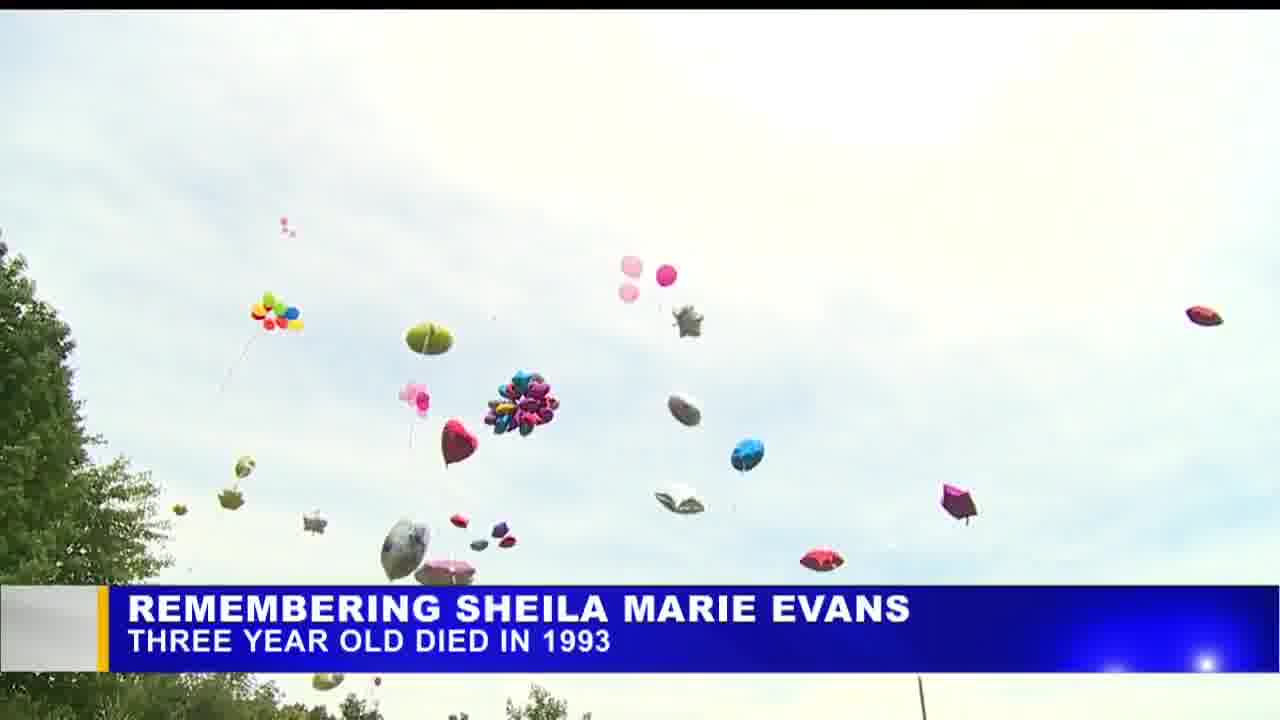 REMEMBERING SHEILA MARIE EVANS
THREE YEAR OLD DIED IN 1993